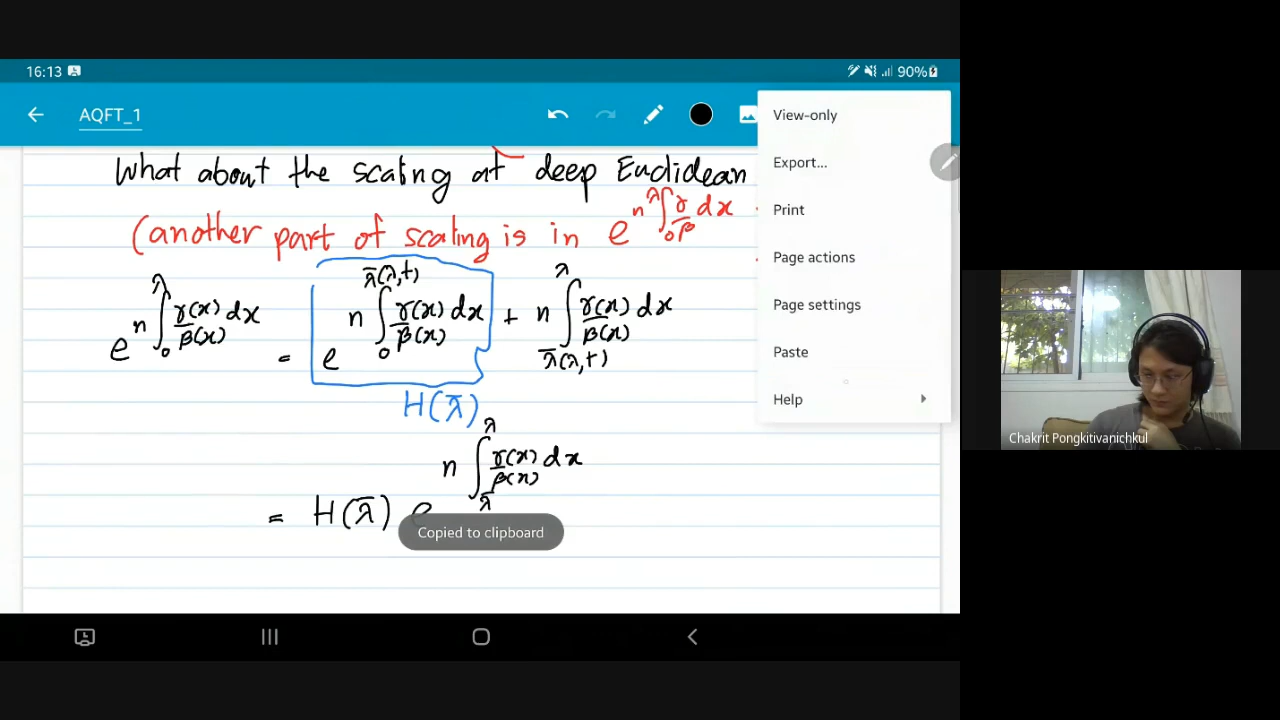 16:13 90%
AQFT_1
View-only
Export...
Print
Page actions
Page settings
Paste
Help
What about the scaling at deep Euclidean
(another part of scaling is in e^{n∫_0^λ γ/β dx}
e^{n∫_0^λ γ(x)/β(x) dx} = e^{n∫_0^{λ̄(λ,t)} γ(x)/β(x) dx + n∫_{λ̄(λ,t)}^λ γ(x)/β(x) dx}
H(λ̄)
= H(λ̄) e^{n∫_{λ̄}^λ γ(x)/β(x) dx}
Copied to clipboard
Chakrit Pongkitivanichkul